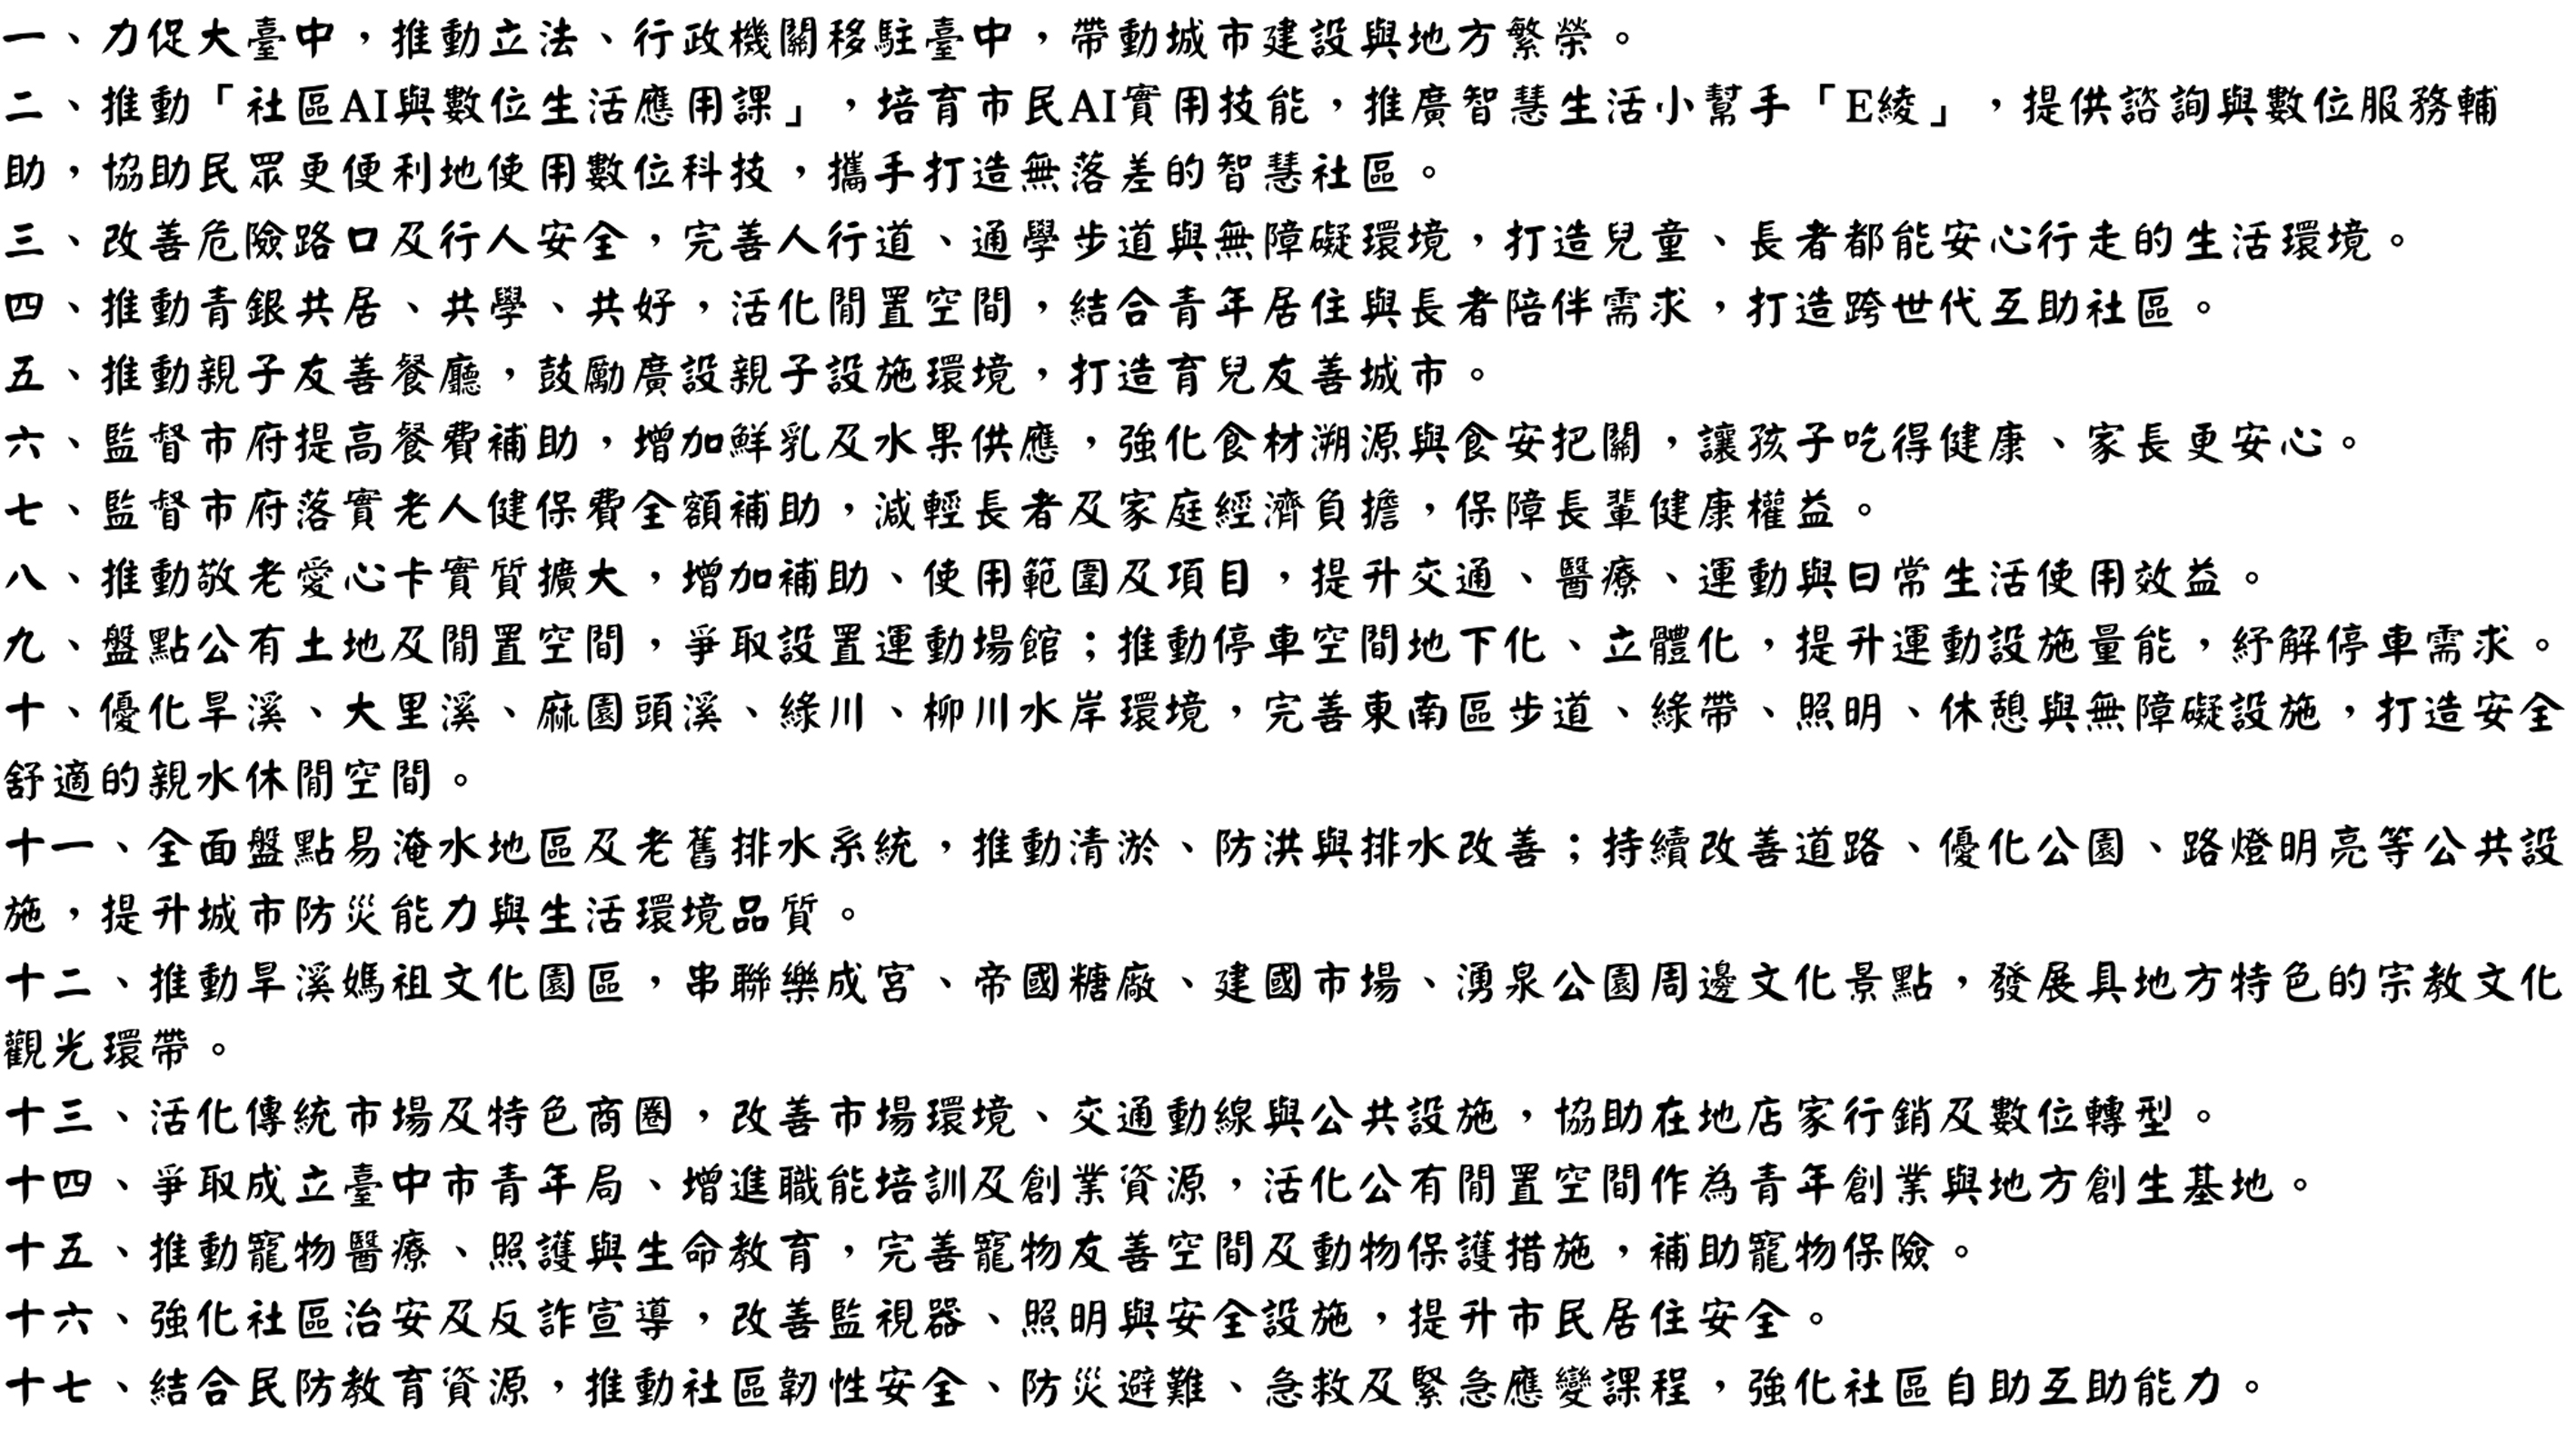 一、力促大臺中，推動立法、行政機關移駐臺中，帶動城市建設與地方繁榮。
二、推動「社區AI與數位生活應用課」，培育市民AI實用技能，推廣智慧生活小幫手「E綾」，提供諮詢與數位服務輔
助，協助民眾更便利地使用數位科技，攜手打造無落差的智慧社區。
三、改善危險路口及行人安全，完善人行道、通學步道與無障礙環境，打造兒童、長者都能安心行走的生活環境。
四、推動青銀共居、共學、共好，活化閒置空間，結合青年居住與長者陪伴需求，打造跨世代互助社區。
五、推動親子友善餐廳，鼓勵廣設親子設施環境，打造育兒友善城市。
六、監督市府提高餐費補助，增加鮮乳及水果供應，強化食材溯源與食安把關，讓孩子吃得健康、家長更安心。
七、監督市府落實老人健保費全額補助，減輕長者及家庭經濟負擔，保障長輩健康權益。
八、推動敬老愛心卡實質擴大，增加補助、使用範圍及項目，提升交通、醫療、運動與日常生活使用效益。
九、盤點公有土地及閒置空間，爭取設置運動場館；推動停車空間地下化、立體化，提升運動設施量能，紓解停車需求。
十、優化旱溪、大里溪、麻園頭溪、綠川、柳川水岸環境，完善東南區步道、綠帶、照明、休憩與無障礙設施，打造安全
舒適的親水休閒空間。
十一、全面盤點易淹水地區及老舊排水系統，推動清淤、防洪與排水改善；持續改善道路、優化公園、路燈明亮等公共設
施，提升城市防災能力與生活環境品質。
十二、推動旱溪媽祖文化園區，串聯樂成宮、帝國糖廠、建國市場、湧泉公園周邊文化景點，發展具地方特色的宗教文化
觀光環帶。
十三、活化傳統市場及特色商圈，改善市場環境、交通動線與公共設施，協助在地店家行銷及數位轉型。
十四、爭取成立臺中市青年局、增進職能培訓及創業資源，活化公有閒置空間作為青年創業與地方創生基地。
十五、推動寵物醫療、照護與生命教育，完善寵物友善空間及動物保護措施，補助寵物保險。
十六、強化社區治安及反詐宣導，改善監視器、照明與安全設施，提升市民居住安全。
十七、結合民防教育資源，推動社區韌性安全、防災避難、急救及緊急應變課程，強化社區自助互助能力。